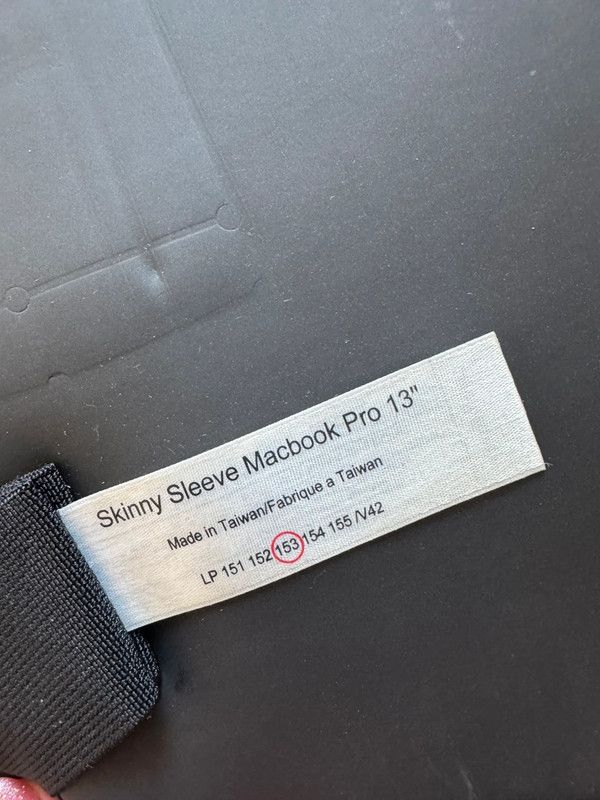 Skinny Sleeve Macbook Pro 13"
Made in Taiwan/Fabrique a Taiwan
LP 151 152 153 154 155 /V42